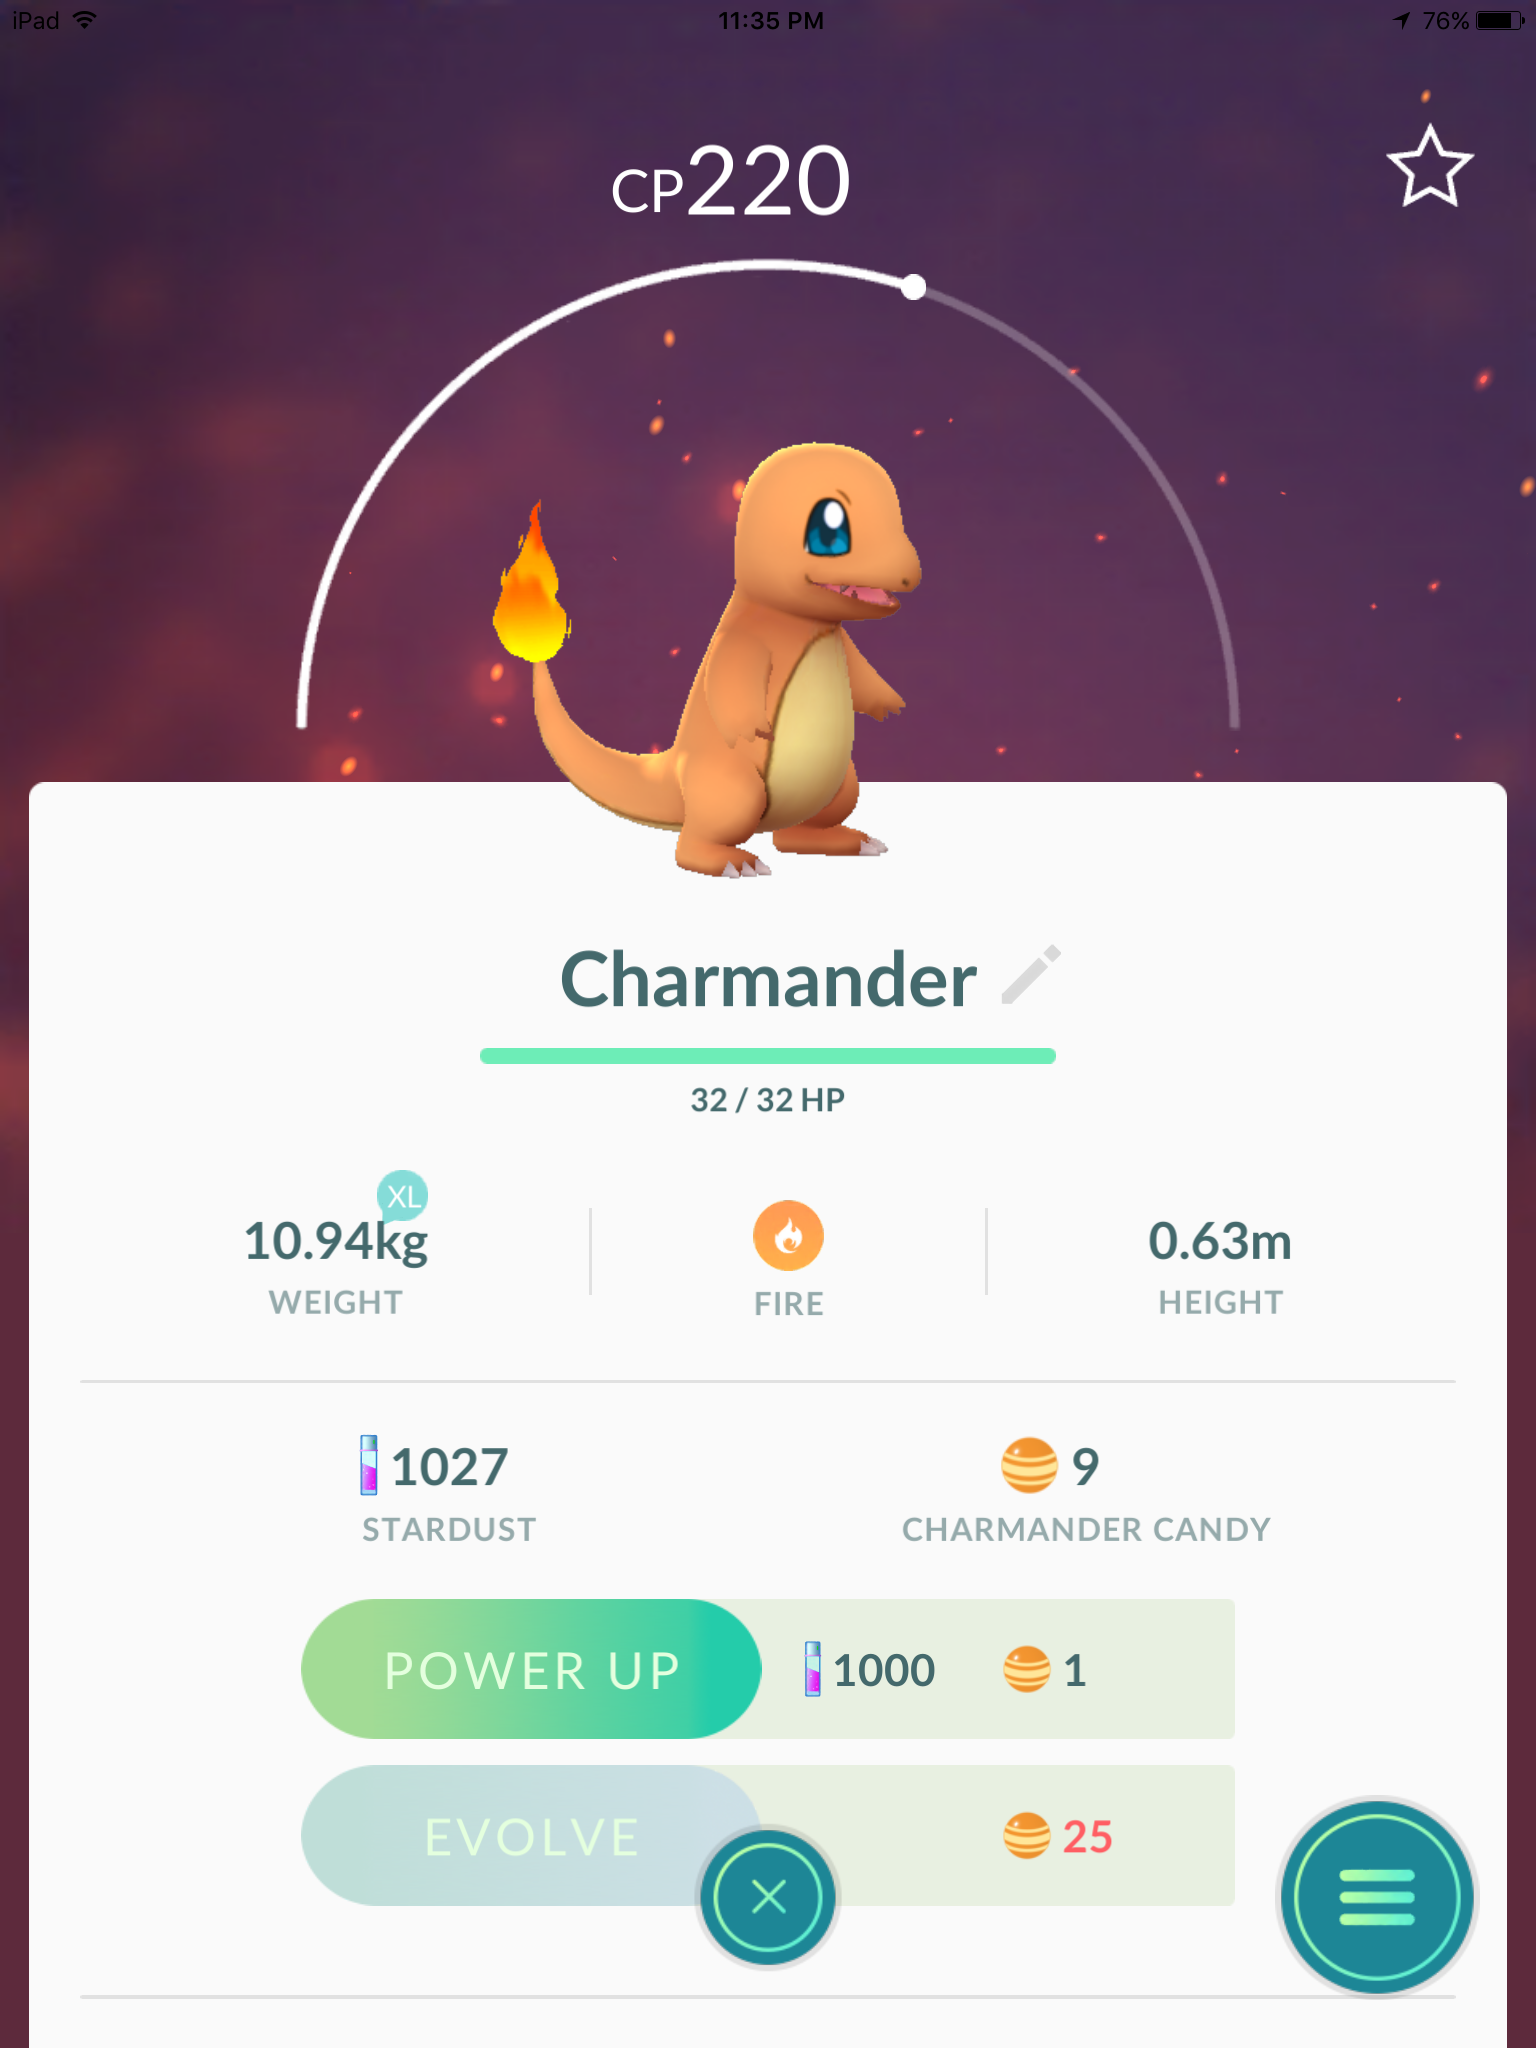 iPad 11:35 PM 76%
CP220
Charmander
32 / 32 HP
XL
10.94kg
WEIGHT
FIRE
0.63m
HEIGHT
1027
STARDUST
9
CHARMANDER CANDY
POWER UP 1000 1
EVOLVE 25